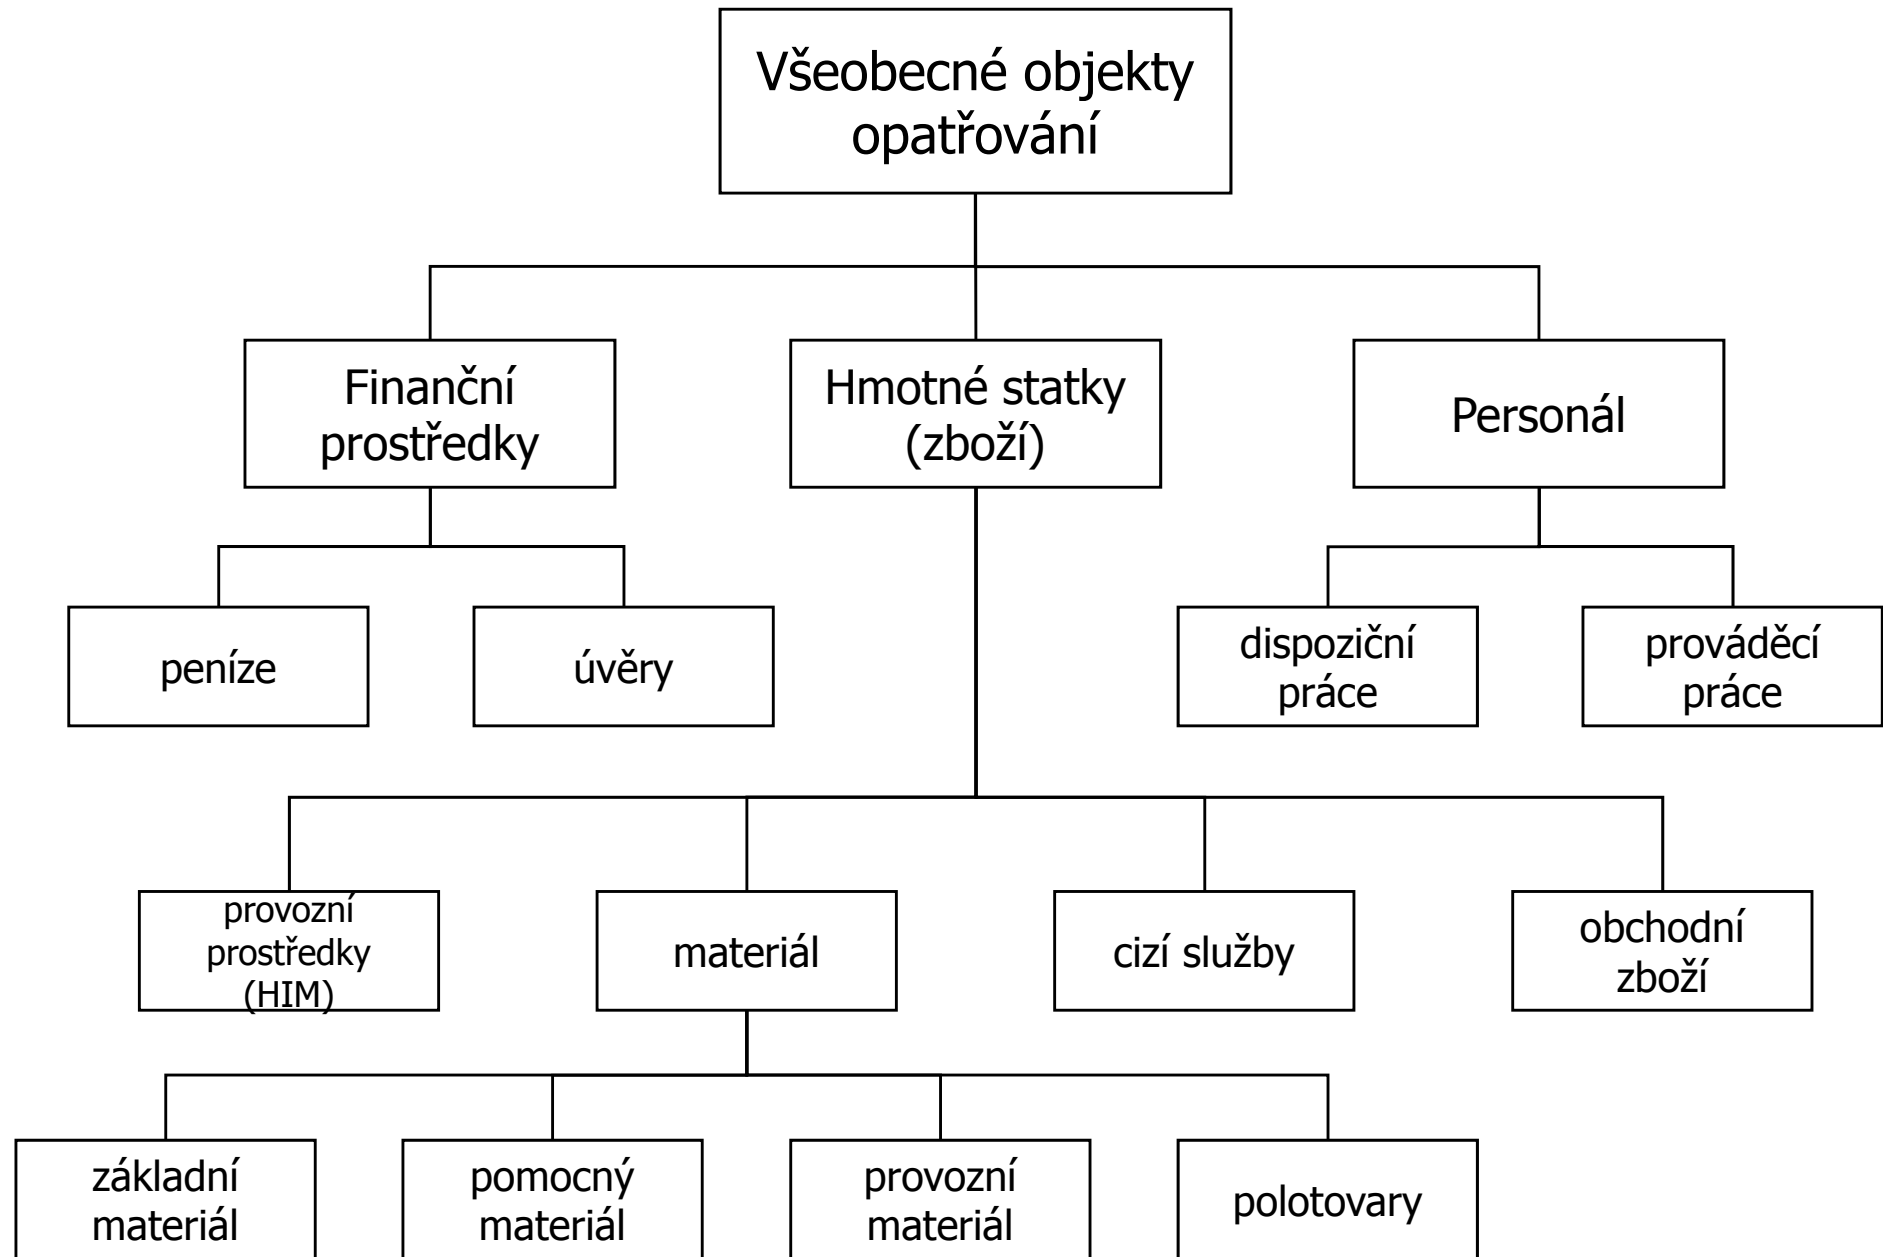 Všeobecné objekty
opatřování
Finanční
prostředky
Hmotné statky
(zboží)
Personál
peníze
úvěry
dispoziční
práce
prováděcí
práce
provozní
prostředky
(HIM)
materiál
cizí služby
obchodní
zboží
základní
materiál
pomocný
materiál
provozní
materiál
polotovary